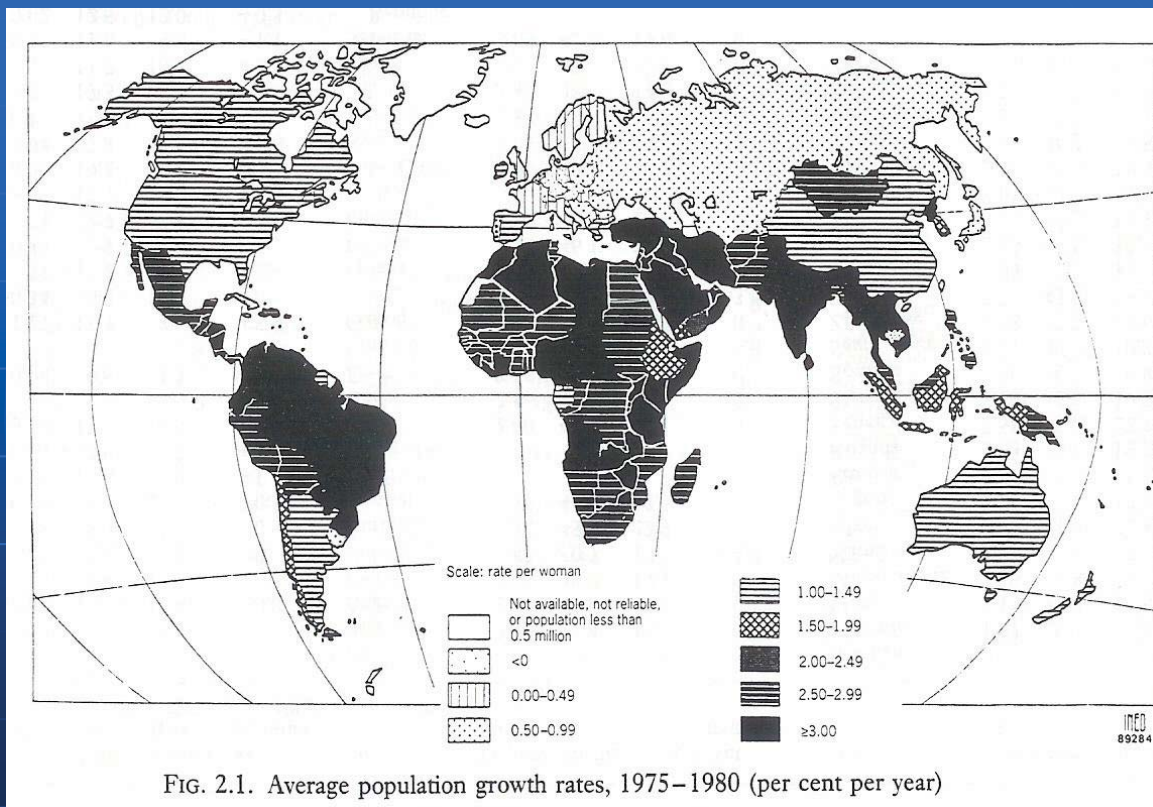 Scale: rate per woman
Not available, not reliable,
or population less than
0.5 million
<0
0.00–0.49
0.50–0.99
1.00–1.49
1.50–1.99
2.00–2.49
2.50–2.99
≥3.00
INED
89284
FIG. 2.1. Average population growth rates, 1975–1980 (per cent per year)